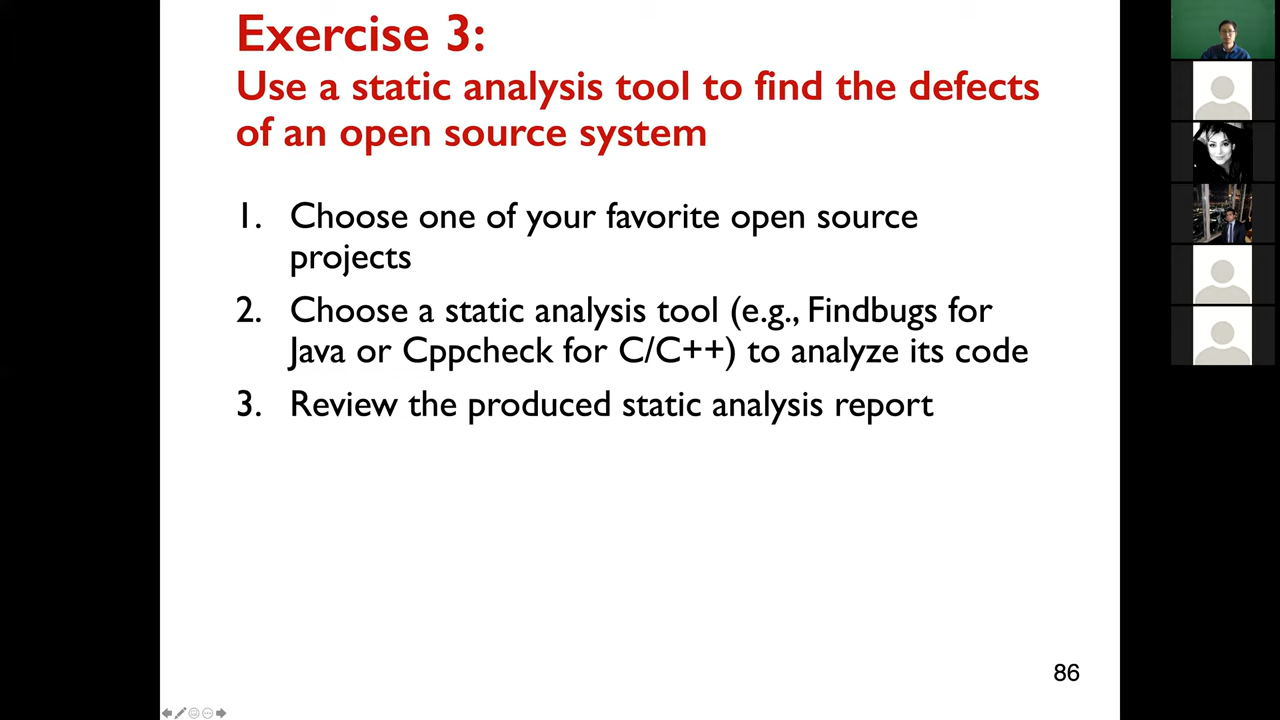 Exercise 3:
Use a static analysis tool to find the defects
of an open source system
1. Choose one of your favorite open source
projects
2. Choose a static analysis tool (e.g., Findbugs for
Java or Cppcheck for C/C++) to analyze its code
3. Review the produced static analysis report
86